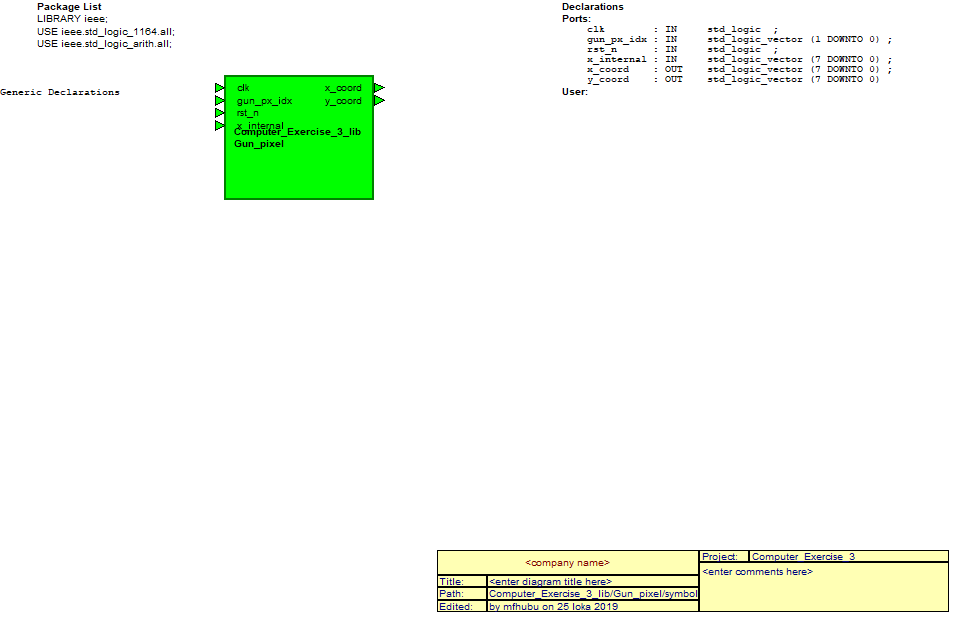 Package List
LIBRARY ieee;
USE ieee.std_logic_1164.all;
USE ieee.std_logic_arith.all;
Generic Declarations
clk
gun_px_idx
rst_n
x_internal
x_coord
y_coord
Computer_Exercise_3_lib
Gun_pixel
Declarations
Ports:
clk : IN std_logic ;
gun_px_idx : IN std_logic_vector (1 DOWNTO 0) ;
rst_n : IN std_logic ;
x_internal : IN std_logic_vector (7 DOWNTO 0) ;
x_coord : OUT std_logic_vector (7 DOWNTO 0) ;
y_coord : OUT std_logic_vector (7 DOWNTO 0)
User:
<company name>
Title: <enter diagram title here>
Path: Computer_Exercise_3_lib/Gun_pixel/symbol
Edited: by mfhubu on 25 loka 2019
Project: Computer_Exercise_3
<enter comments here>